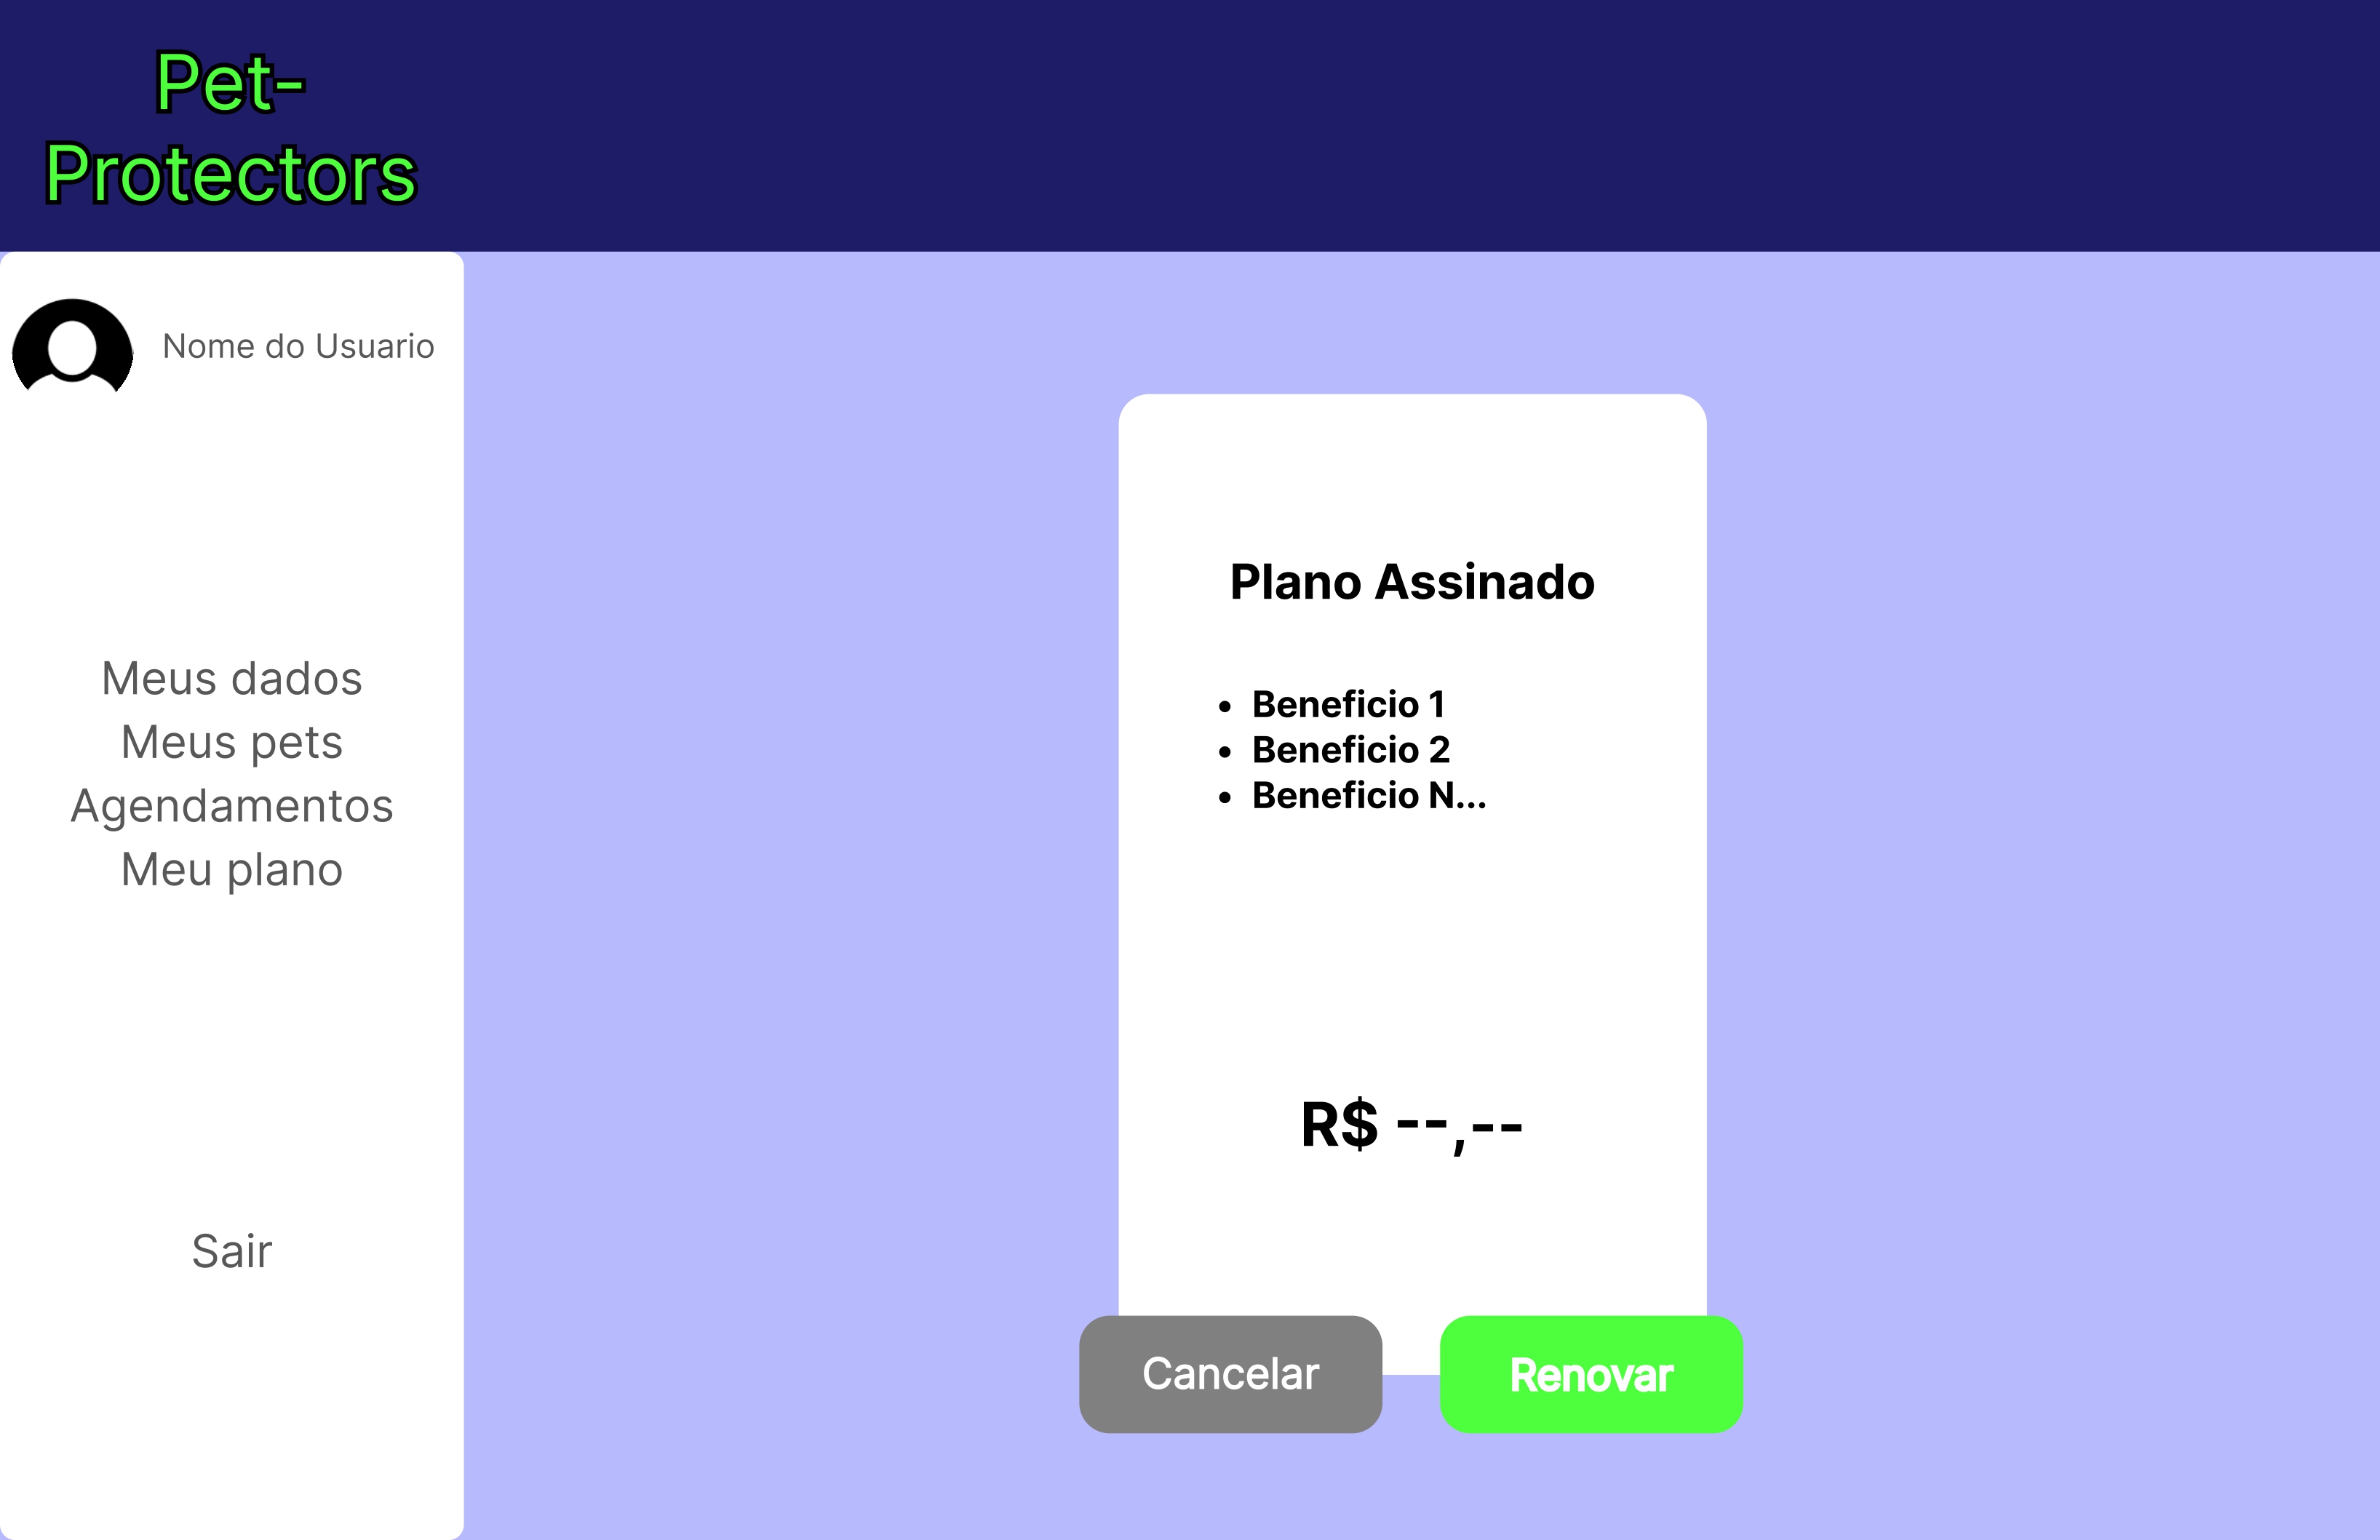 Pet-
Protectors
Nome do Usuario
Meus dados
Meus pets
Agendamentos
Meu plano
Sair
Plano Assinado
• Beneficio 1
• Beneficio 2
• Beneficio N...
R$ --,--
Cancelar
Renovar